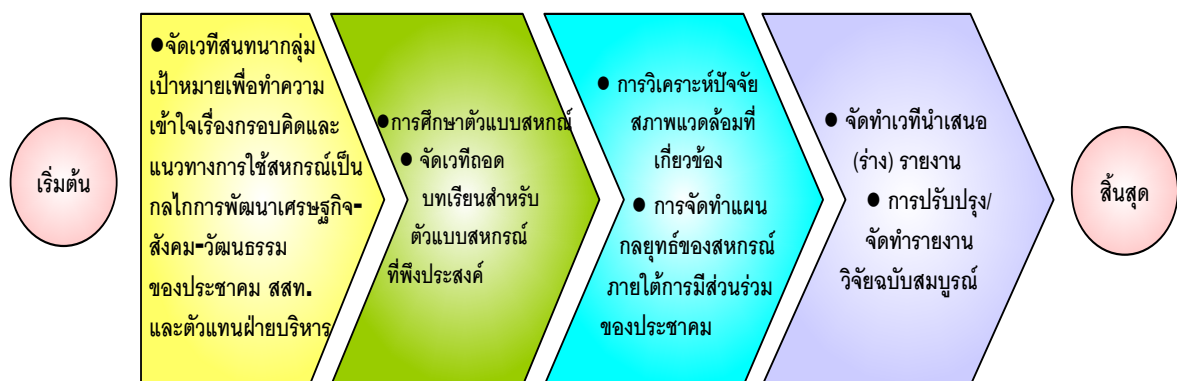 เริ่มต้น
●จัดเวทีสนทนากลุ่ม
เป้าหมายเพื่อทำความ
เข้าใจเรื่องกรอบคิดและ
แนวทางการใช้สหกรณ์เป็น
กลไกการพัฒนาเศรษฐกิจ-
สังคม-วัฒนธรรม
ของประชาคม สสท.
และตัวแทนฝ่ายบริหาร
●การศึกษาตัวแบบสหกณ์
● จัดเวทีถอด
บทเรียนสำหรับ
ตัวแบบสหกรณ์
ที่พึงประสงค์
● การวิเคราะห์ปัจจัย
สภาพแวดล้อมที่
เกี่ยวข้อง
● การจัดทำแผน
กลยุทธ์ของสหกรณ์
ภายใต้การมีส่วนร่วม
ของประชาคม
● จัดทำเวทีนำเสนอ
(ร่าง) รายงาน
● การปรับปรุง/
จัดทำรายงาน
วิจัยฉบับสมบูรณ์
สิ้นสุด